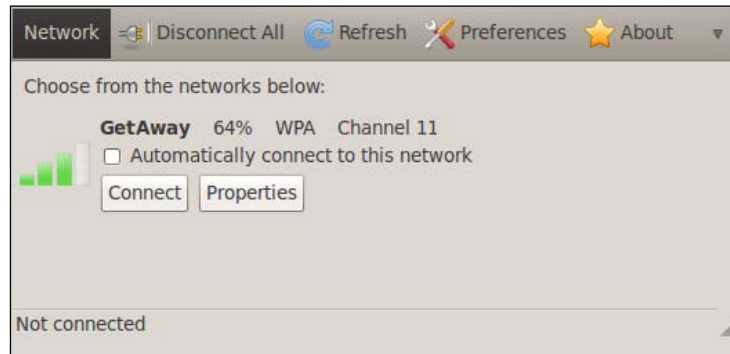 Network Disconnect All Refresh Preferences About
Choose from the networks below:
GetAway 64% WPA Channel 11
Automatically connect to this network
Connect Properties
Not connected